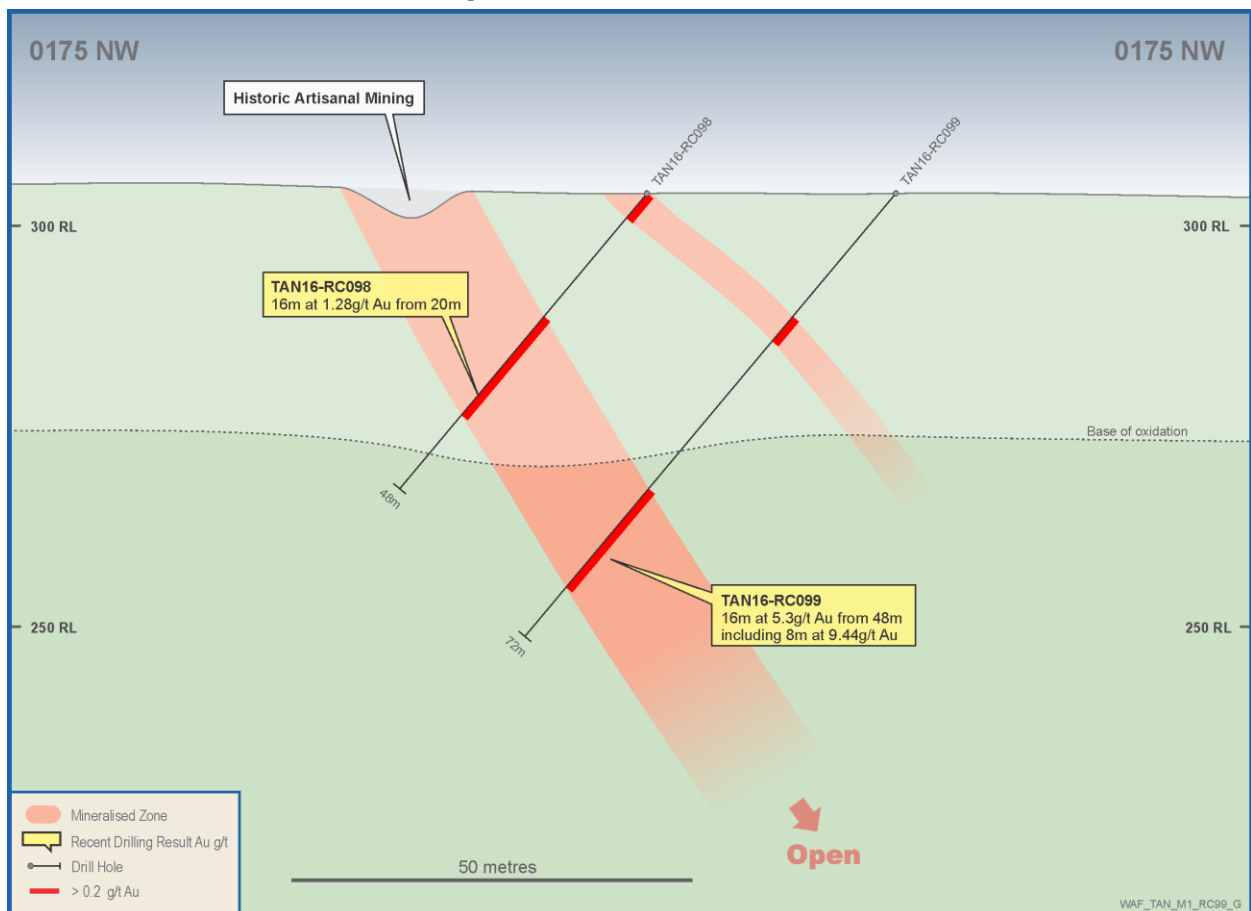 0175 NW
0175 NW
Historic Artisanal Mining
TAN16-RC098
TAN16-RC099
300 RL
300 RL
TAN16-RC098
16m at 1.28g/t Au from 20m
Base of oxidation
48m
TAN16-RC099
16m at 5.3g/t Au from 48m
including 8m at 9.44g/t Au
250 RL
250 RL
72m
Mineralised Zone
Recent Drilling Result Au g/t
Drill Hole
> 0.2 g/t Au
50 metres
Open
WAF_TAN_M1_RC99_G